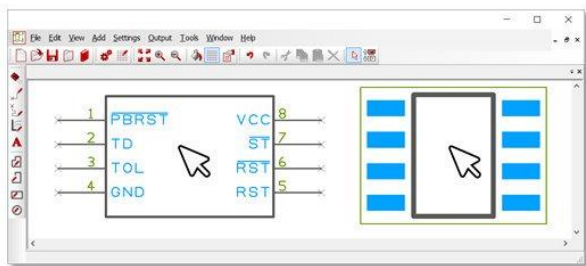 File Edit View Add Settings Output Tools Window Help
1 PBRST VCC 8
2 TD ST 7
3 TOL RST 6
4 GND RST 5